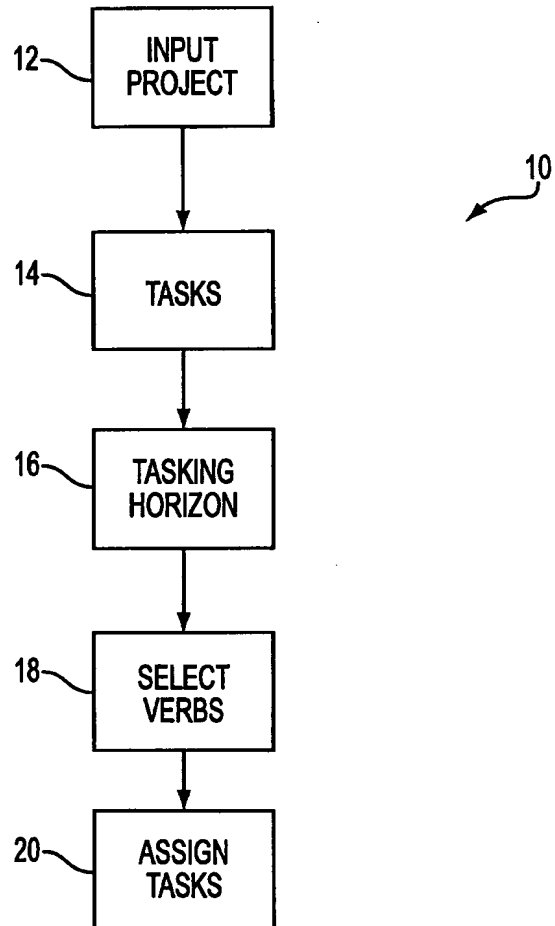 12
INPUT
PROJECT
10
14
TASKS
16
TASKING
HORIZON
18
SELECT
VERBS
20
ASSIGN
TASKS